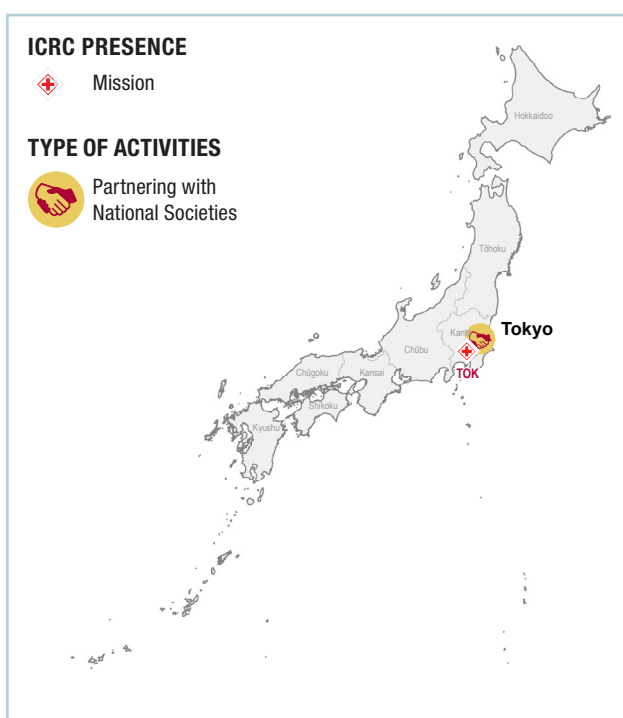 ICRC PRESENCE
Mission
TYPE OF ACTIVITIES
Partnering with
National Societies
Hokkaidoo
Tōhoku
Tokyo
Chūbu
TOK
Chūgoku
Kansai
Shikoku
Kyushu